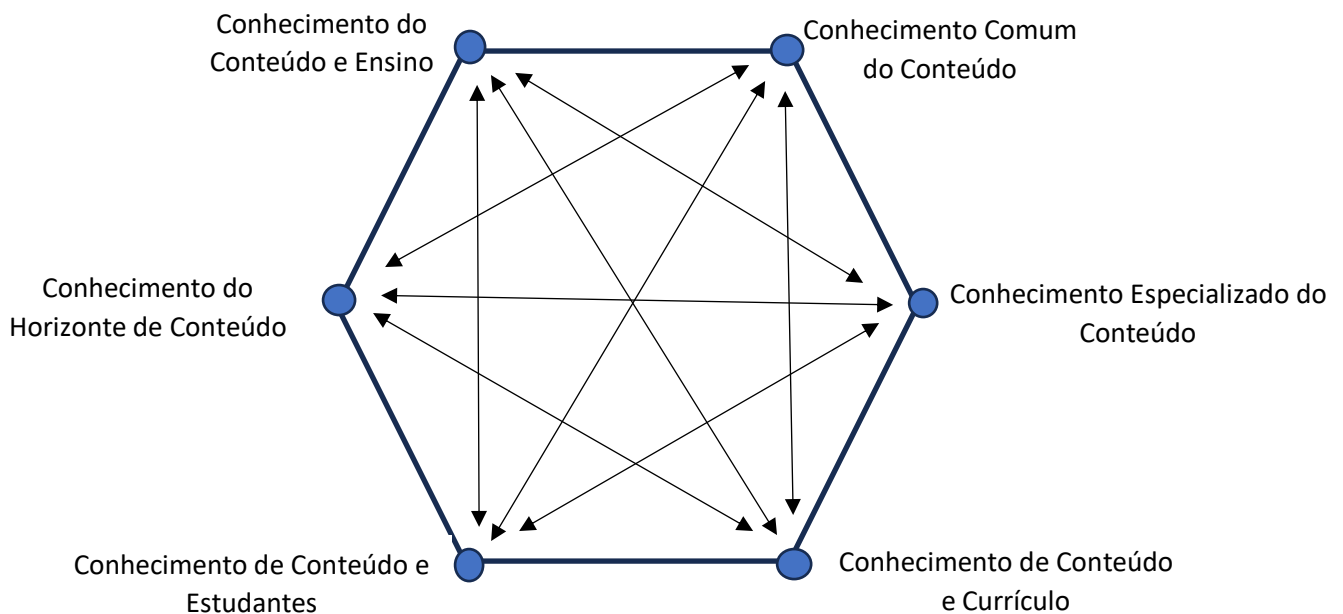 Conhecimento do
Conteúdo e Ensino
Conhecimento Comum
do Conteúdo
Conhecimento do
Horizonte de Conteúdo
Conhecimento Especializado do
Conteúdo
Conhecimento de Conteúdo e
Estudantes
Conhecimento de Conteúdo
e Currículo